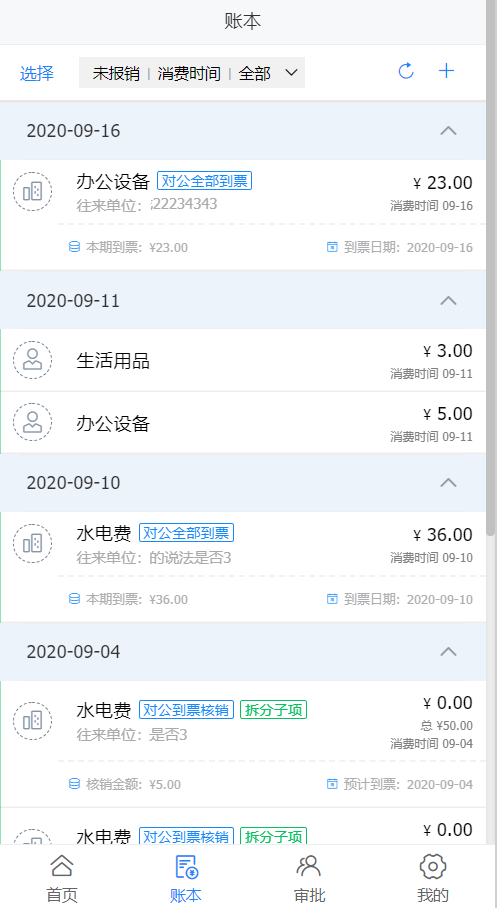 账本
选择 未报销 | 消费时间 | 全部
2020-09-16
办公设备 对公全部到票 ¥ 23.00
往来单位: 22234343 消费时间 09-16
本期到票: ¥23.00 到票日期: 2020-09-16
2020-09-11
生活用品 ¥ 3.00
消费时间 09-11
办公设备 ¥ 5.00
消费时间 09-11
2020-09-10
水电费 对公全部到票 ¥ 36.00
往来单位: 的说法是否3 消费时间 09-10
本期到票: ¥36.00 到票日期: 2020-09-10
2020-09-04
水电费 对公到票核销 拆分子项 ¥ 0.00
总 ¥50.00
往来单位: 是否3 消费时间 09-04
核销金额: ¥5.00 预计到票: 2020-09-04
水电费 对公到票核销 拆分子项 ¥ 0.00
首页 账本 审批 我的